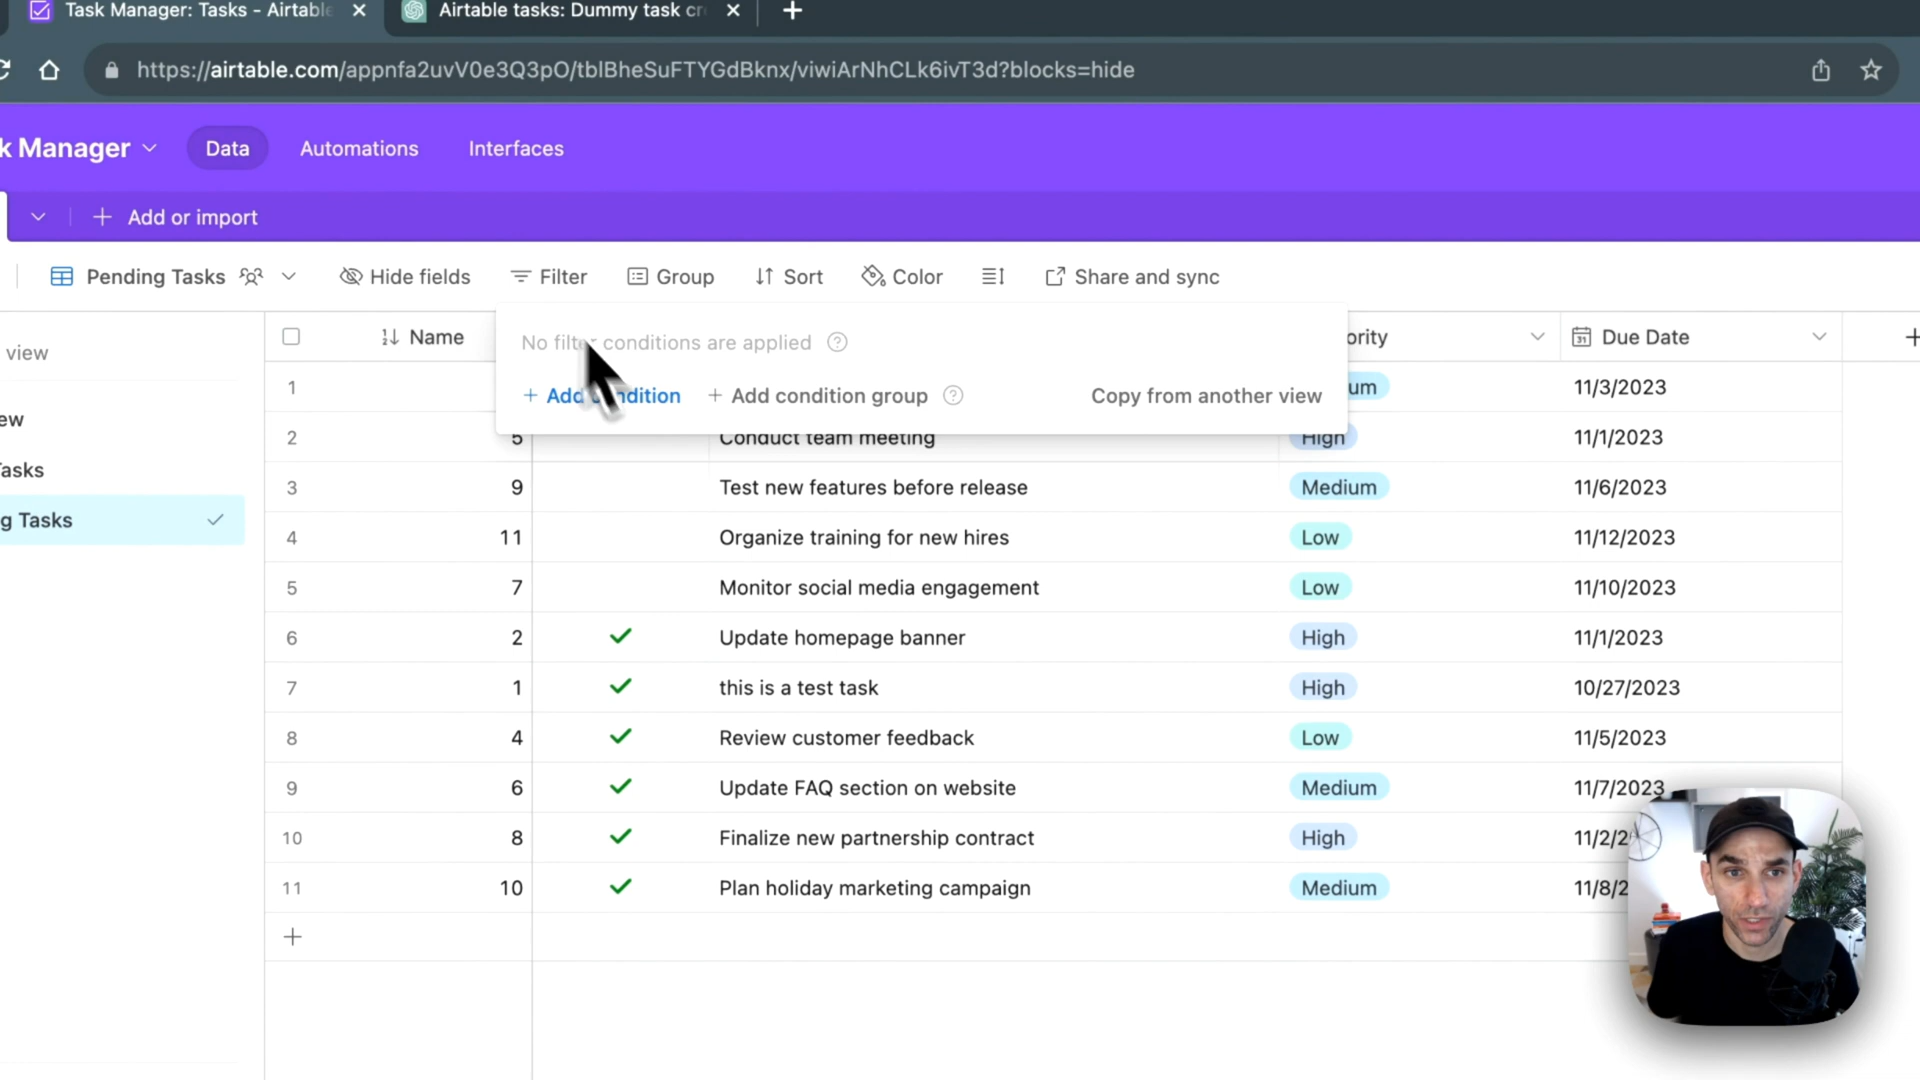 Task Manager: Tasks - Airtable
Airtable tasks: Dummy task cr
https://airtable.com/appnfa2uvV0e3Q3pO/tblBheSuFTYGdBknx/viwiArNhCLk6ivT3d?blocks=hide
k Manager
Data
Automations
Interfaces
Add or import
Pending Tasks
Hide fields
Filter
Group
Sort
Color
Share and sync
view
ew
asks
g Tasks
Name
ority
Due Date
No filter conditions are applied
+ Add condition
+ Add condition group
Copy from another view
1 um 11/3/2023
2 5 Conduct team meeting High 11/1/2023
3 9 Test new features before release Medium 11/6/2023
4 11 Organize training for new hires Low 11/12/2023
5 7 Monitor social media engagement Low 11/10/2023
6 2 Update homepage banner High 11/1/2023
7 1 this is a test task High 10/27/2023
8 4 Review customer feedback Low 11/5/2023
9 6 Update FAQ section on website Medium 11/7/2023
10 8 Finalize new partnership contract High 11/2/2
11 10 Plan holiday marketing campaign Medium 11/8/2